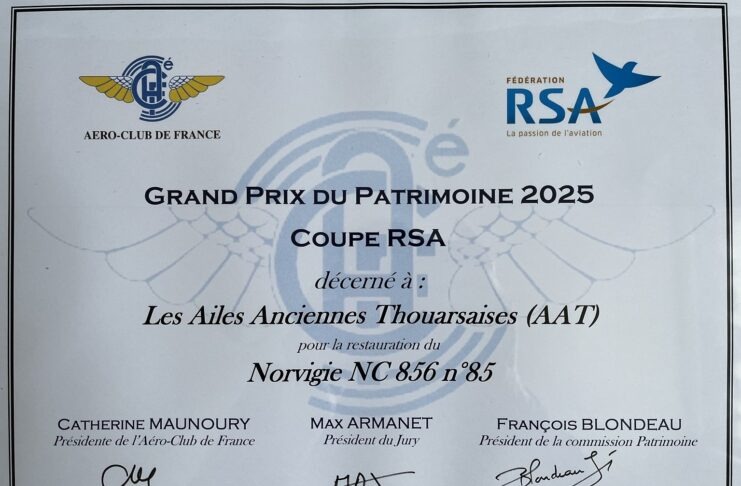 é
AERO-CLUB DE FRANCE
FÉDÉRATION
RSA
La passion de l'aviation
é
GRAND PRIX DU PATRIMOINE 2025
COUPE RSA
décerné à :
Les Ailes Anciennes Thouarsaises (AAT)
pour la restauration du
Norvigie NC 856 n°85
CATHERINE MAUNOURY
Présidente de l'Aéro-Club de France
MAX ARMANET
Président du Jury
FRANÇOIS BLONDEAU
Président de la commission Patrimoine
MAX
Blondeau